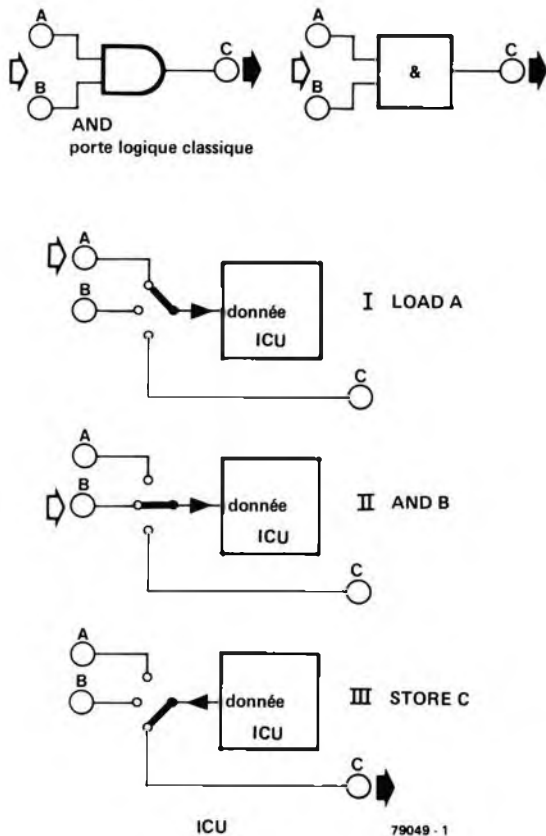 A
C
A
C
B
&
B
AND
porte logique classique
A
B
donnée
I LOAD A
ICU
C
A
B
donnée
II AND B
ICU
C
A
B
donnée
III STORE C
ICU
C
ICU
79049 - 1